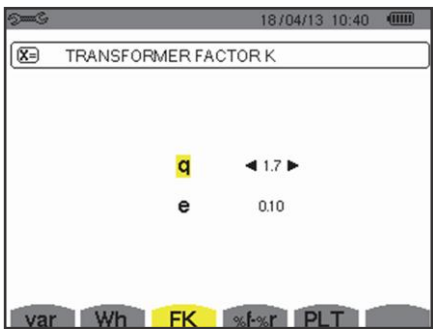 18/04/13 10:40
X= TRANSFORMER FACTOR K
q ◀ 1.7 ▶
e 0.10
var Wh FK %f-%r PLT